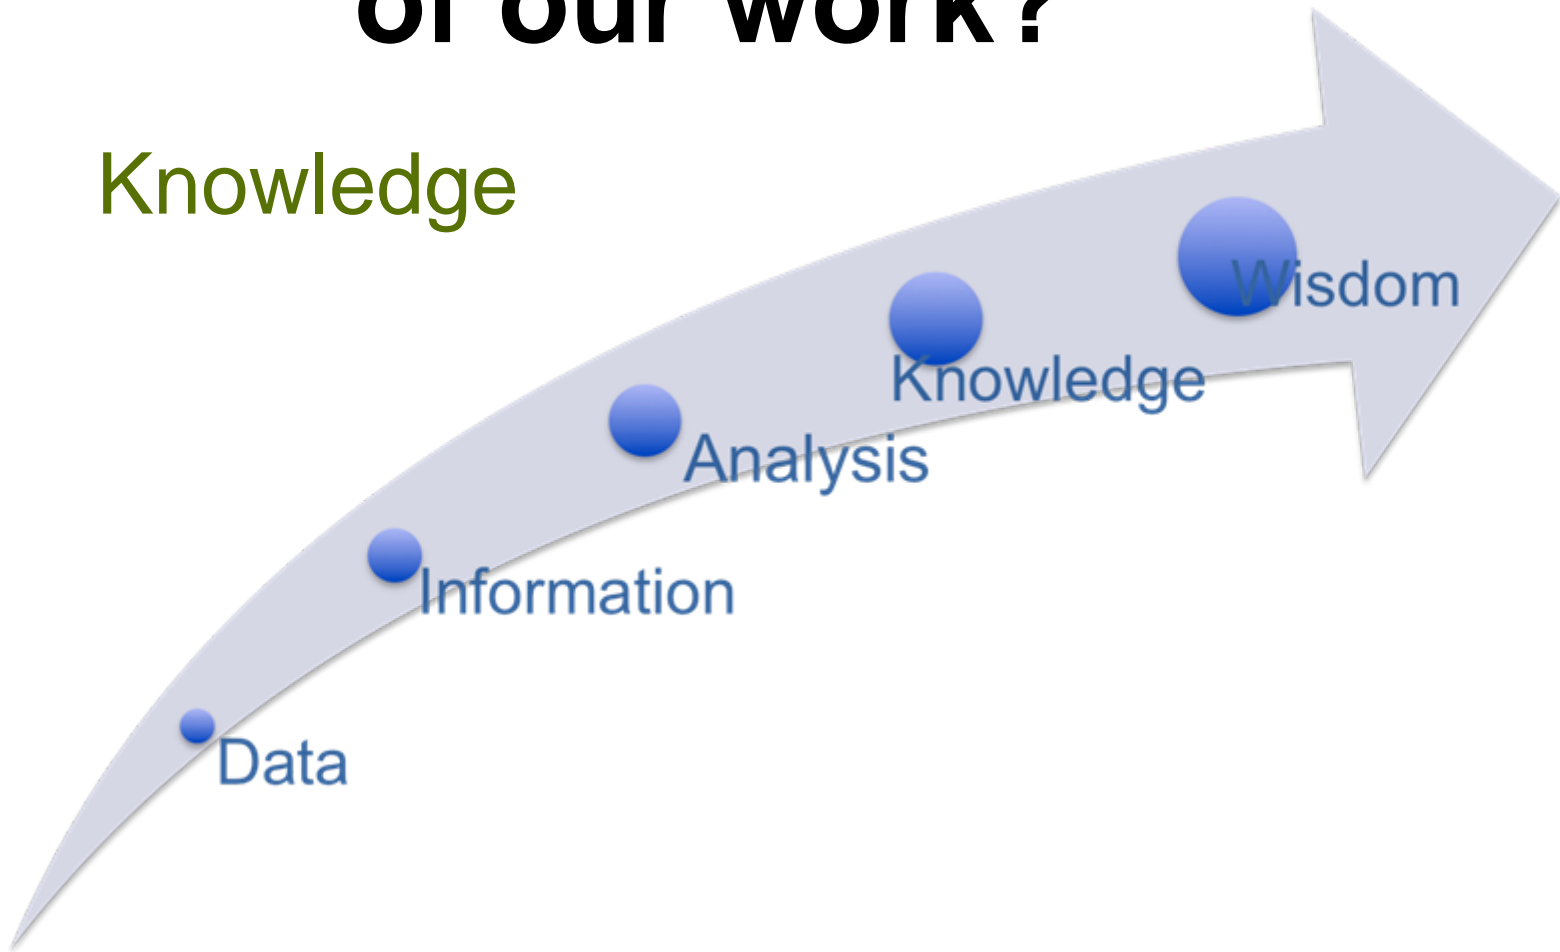 of our work?
Knowledge
Wisdom
Knowledge
Analysis
Information
Data